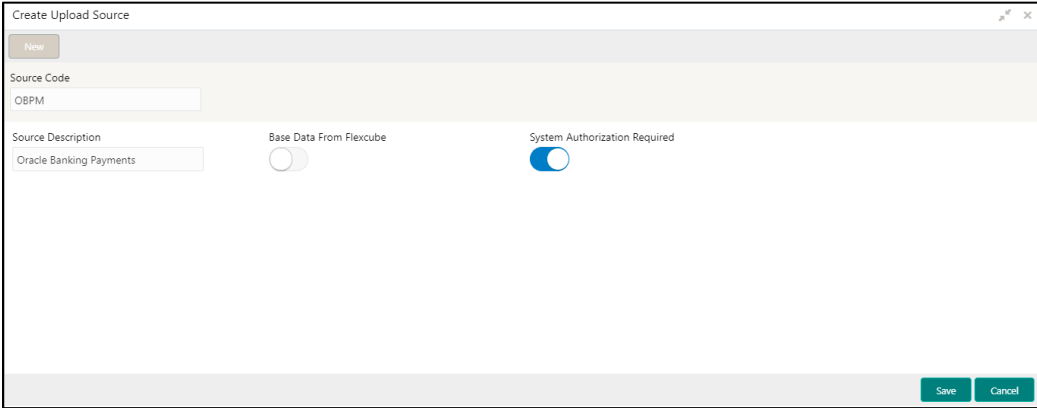 Create Upload Source
New
Source Code
OBPM
Source Description Base Data From Flexcube System Authorization Required
Oracle Banking Payments
Save Cancel